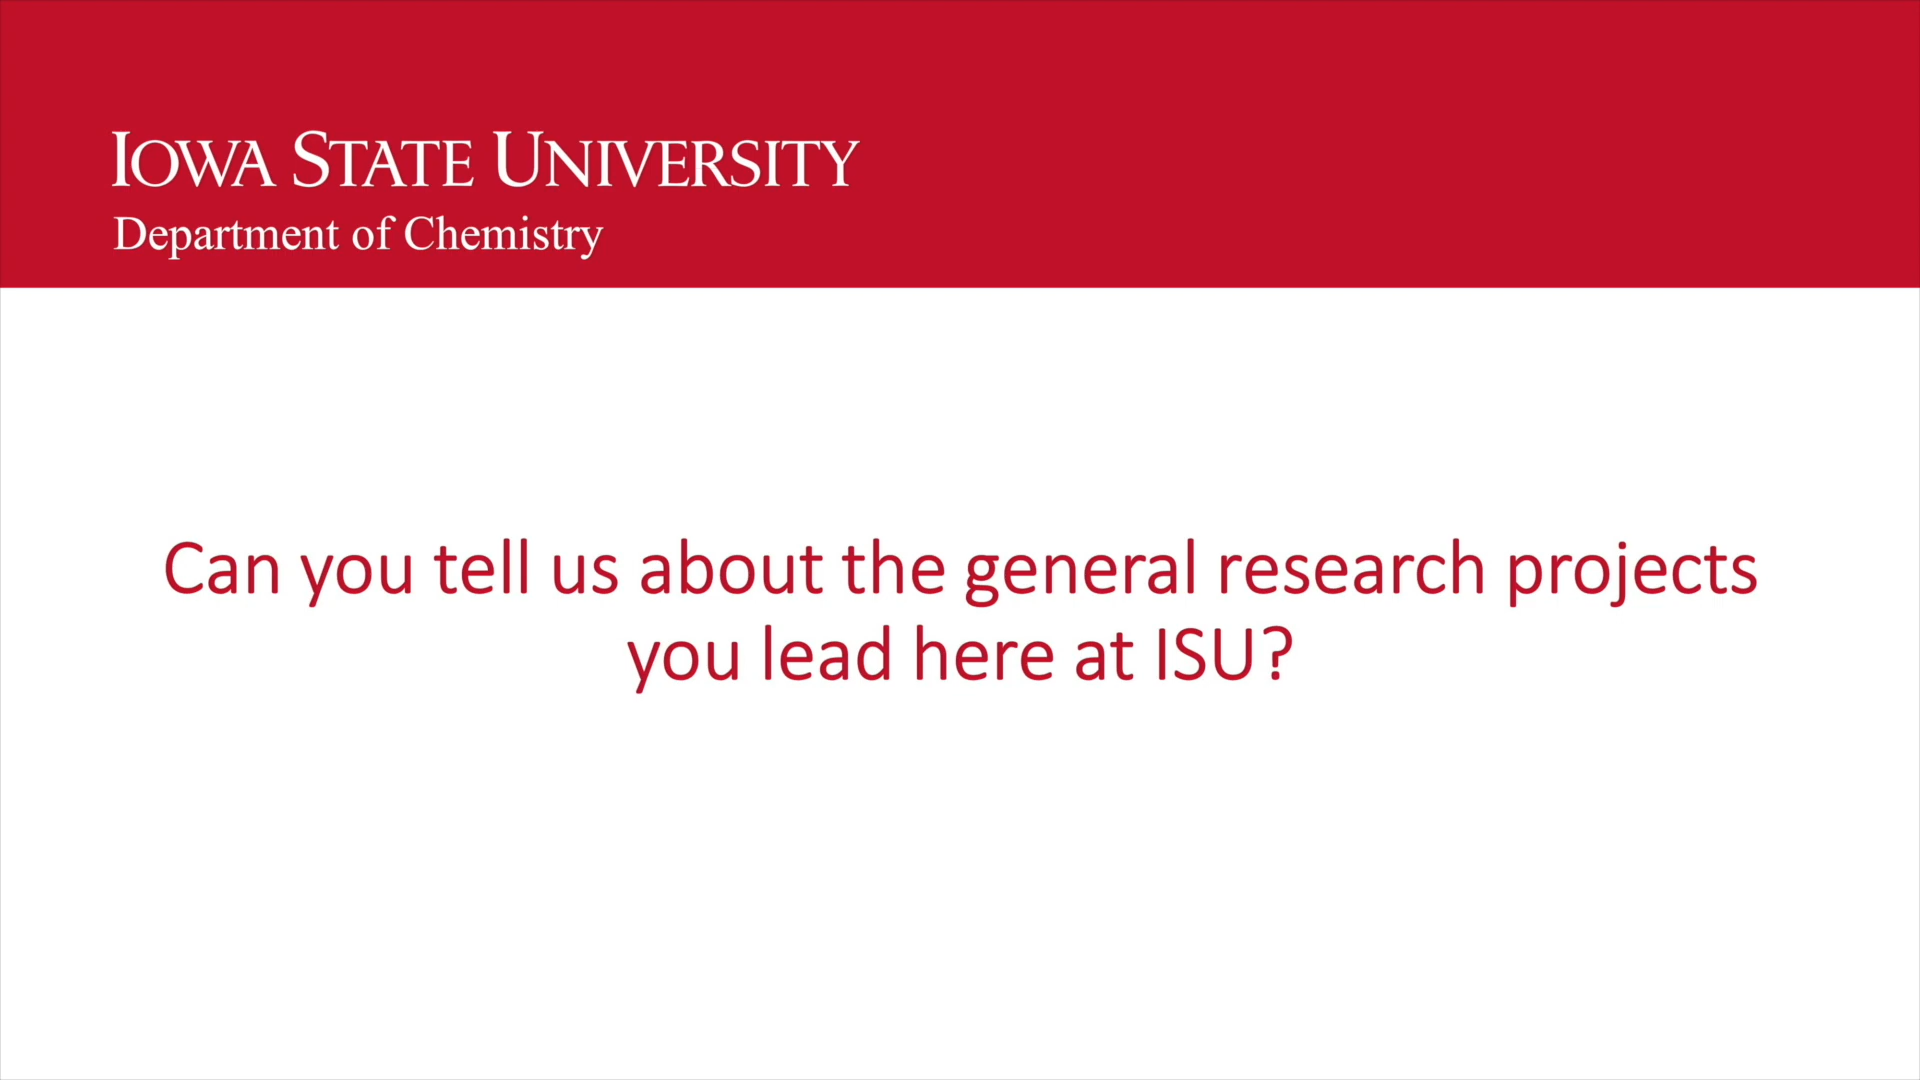 IOWA STATE UNIVERSITY
Department of Chemistry
Can you tell us about the general research projects
you lead here at ISU?